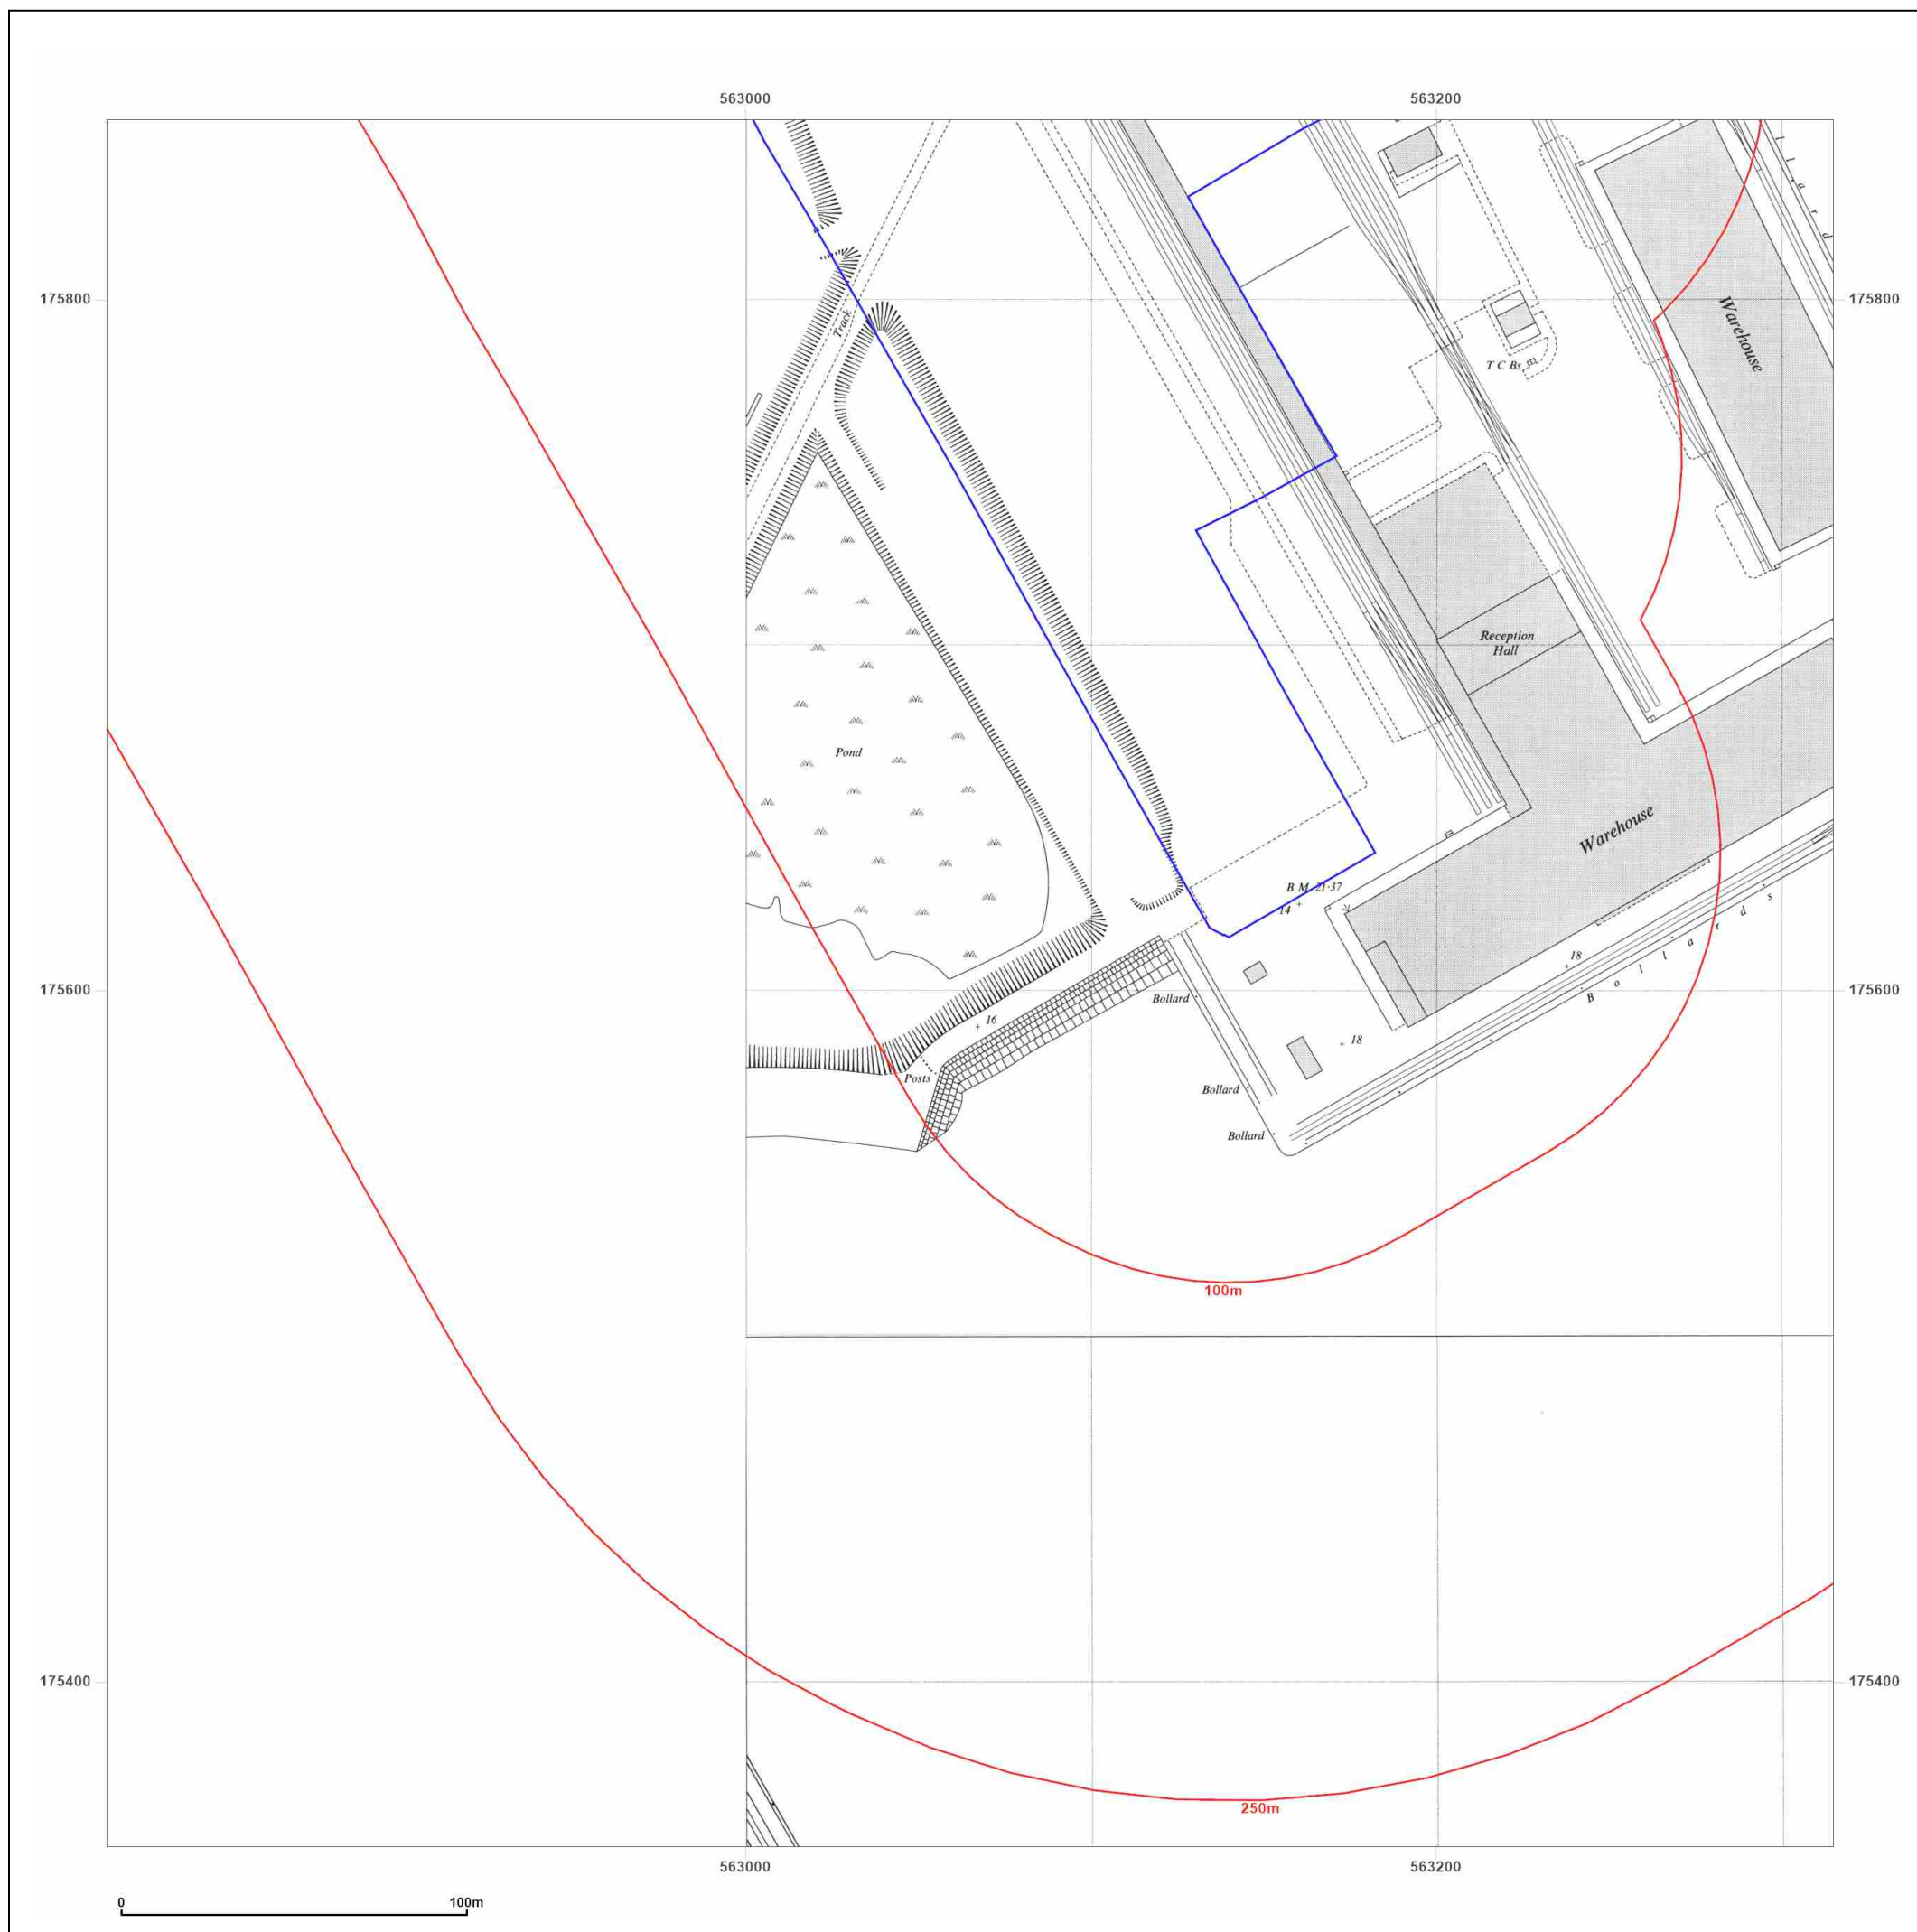 563000
563200
l l a r d
175800
175800
Track
Warehouse
T C Bs
Reception
Hall
Pond
Warehouse
B M 21·37
14
18
B o l l a r d s
175600
175600
Bollard
16
18
Posts
Bollard
Bollard
100m
175400
175400
250m
563000
563200
0
100m